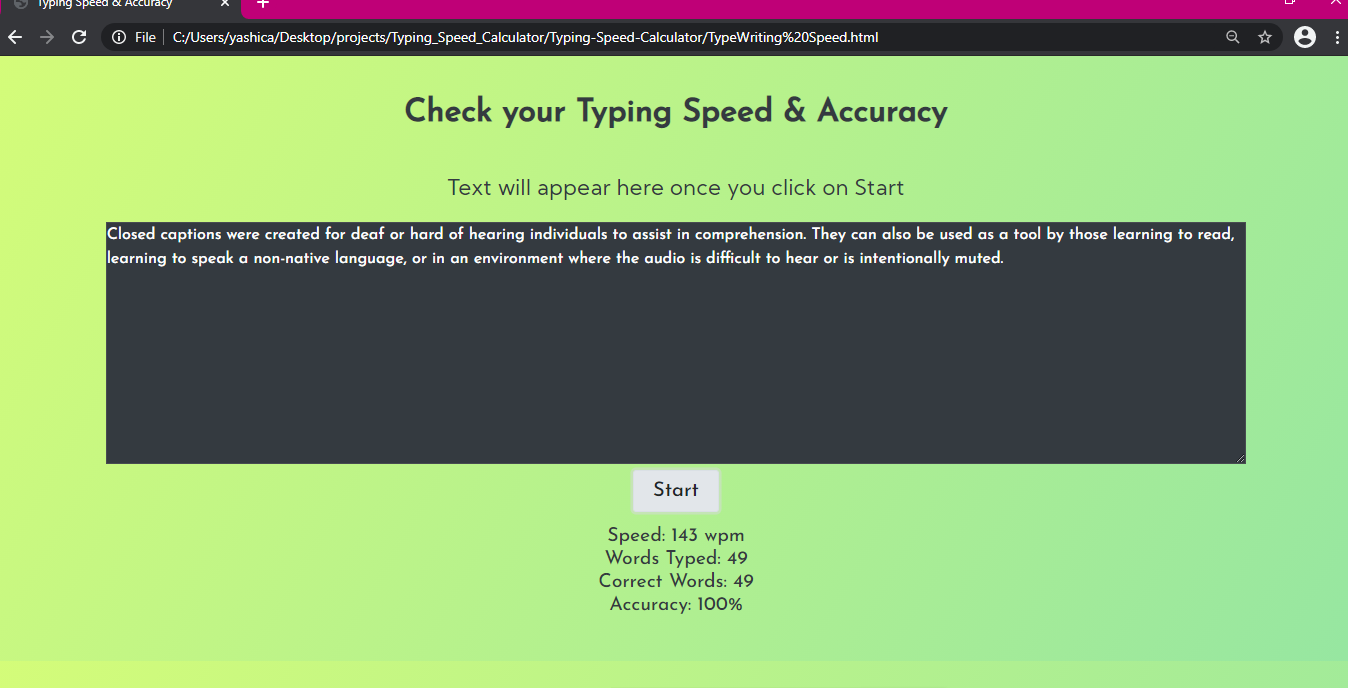 Typing Speed & Accuracy
File
C:/Users/yashica/Desktop/projects/Typing_Speed_Calculator/Typing-Speed-Calculator/TypeWriting%20Speed.html
Check your Typing Speed & Accuracy
Text will appear here once you click on Start
Closed captions were created for deaf or hard of hearing individuals to assist in comprehension. They can also be used as a tool by those learning to read,
learning to speak a non-native language, or in an environment where the audio is difficult to hear or is intentionally muted.
Start
Speed: 143 wpm
Words Typed: 49
Correct Words: 49
Accuracy: 100%